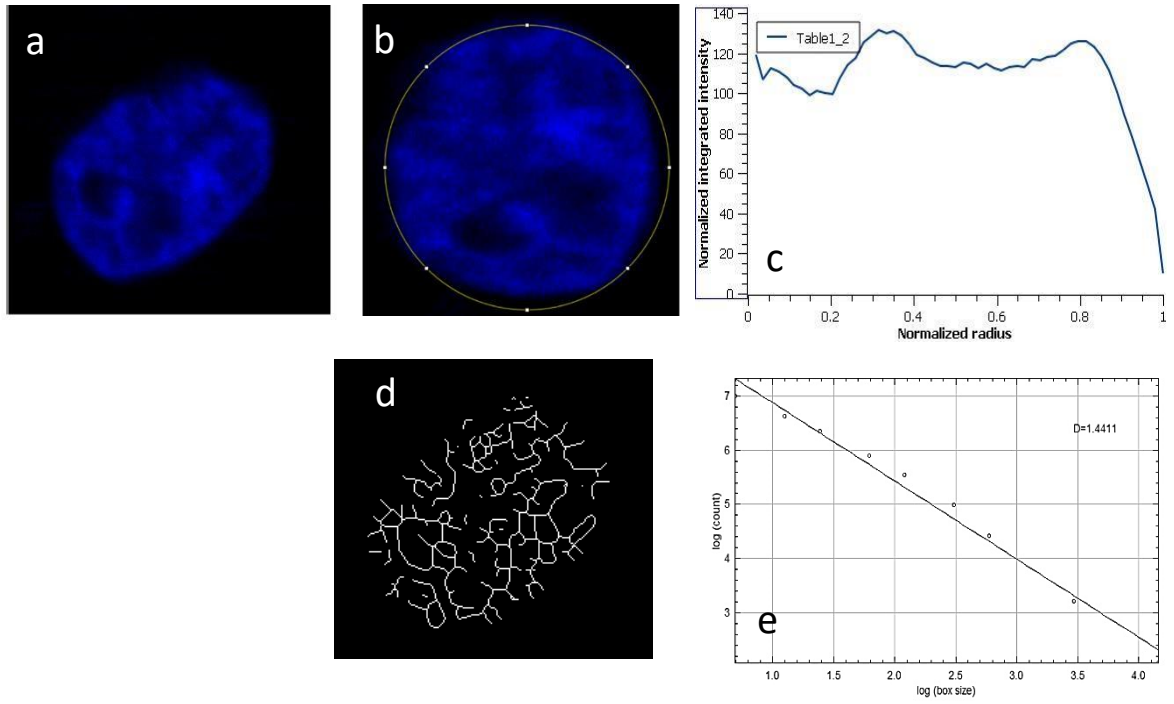 a
b
140
120
100
80
60
40
20
0
Normalized integrated intensity
Table1_2
c
0
0.2
0.4
0.6
0.8
1
Normalized radius
d
7
6
5
4
3
log (count)
D=1.4411
e
1.0
1.5
2.0
2.5
3.0
3.5
4.0
log (box size)